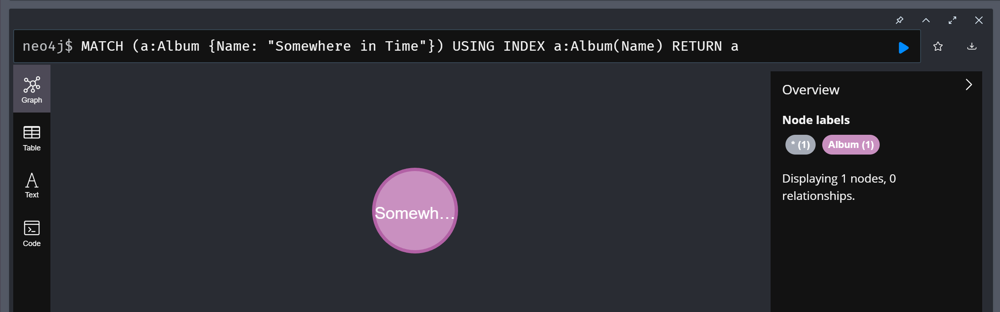 neo4j$ MATCH (a:Album {Name: "Somewhere in Time"}) USING INDEX a:Album(Name) RETURN a
Graph
Table
Text
Code
Somewh…
Overview
Node labels
* (1) Album (1)
Displaying 1 nodes, 0
relationships.